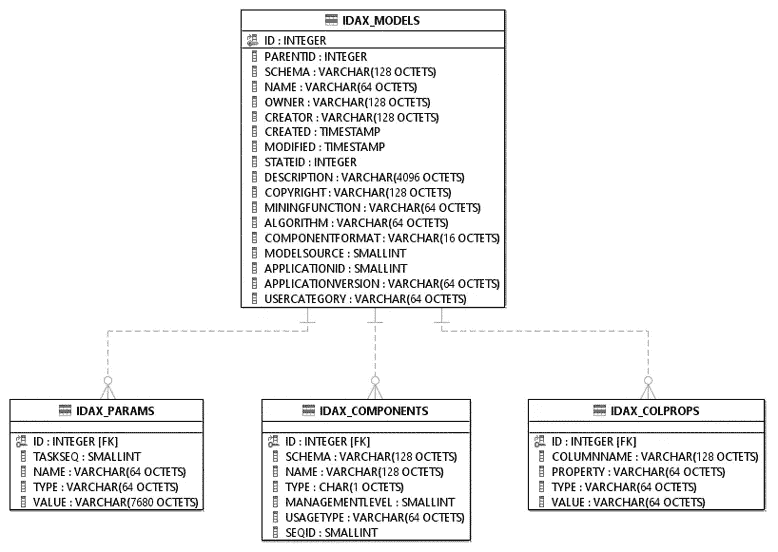 IDAX_MODELS
ID : INTEGER
PARENTID : INTEGER
SCHEMA : VARCHAR(128 OCTETS)
NAME : VARCHAR(64 OCTETS)
OWNER : VARCHAR(128 OCTETS)
CREATOR : VARCHAR(128 OCTETS)
CREATED : TIMESTAMP
MODIFIED : TIMESTAMP
STATEID : INTEGER
DESCRIPTION : VARCHAR(4096 OCTETS)
COPYRIGHT : VARCHAR(128 OCTETS)
MININGFUNCTION : VARCHAR(64 OCTETS)
ALGORITHM : VARCHAR(64 OCTETS)
COMPONENTFORMAT : VARCHAR(16 OCTETS)
MODELSOURCE : SMALLINT
APPLICATIONID : SMALLINT
APPLICATIONVERSION : VARCHAR(64 OCTETS)
USERCATEGORY : VARCHAR(64 OCTETS)
IDAX_PARAMS
ID : INTEGER [FK]
TASKSEQ : SMALLINT
NAME : VARCHAR(64 OCTETS)
TYPE : VARCHAR(64 OCTETS)
VALUE : VARCHAR(7680 OCTETS)
IDAX_COMPONENTS
ID : INTEGER [FK]
SCHEMA : VARCHAR(128 OCTETS)
NAME : VARCHAR(128 OCTETS)
TYPE : CHAR(1 OCTETS)
MANAGEMENTLEVEL : SMALLINT
USAGETYPE : VARCHAR(64 OCTETS)
SEQID : SMALLINT
IDAX_COLPROPS
ID : INTEGER [FK]
COLUMNNAME : VARCHAR(128 OCTETS)
PROPERTY : VARCHAR(64 OCTETS)
TYPE : VARCHAR(64 OCTETS)
VALUE : VARCHAR(64 OCTETS)